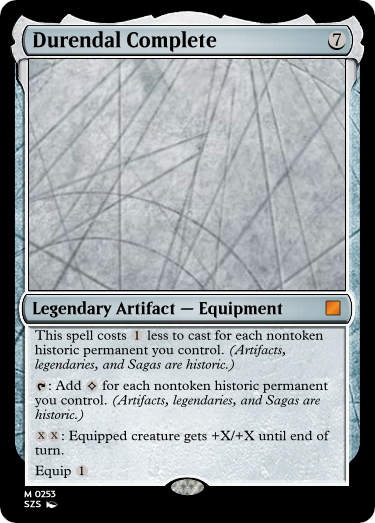 Durendal Complete 7
Legendary Artifact — Equipment
This spell costs 1 less to cast for each nontoken
historic permanent you control. (Artifacts,
legendaries, and Sagas are historic.)
: Add for each nontoken historic permanent
you control. (Artifacts, legendaries, and Sagas are
historic.)
X X: Equipped creature gets +X/+X until end of
turn.
Equip 1
M 0253
SZS